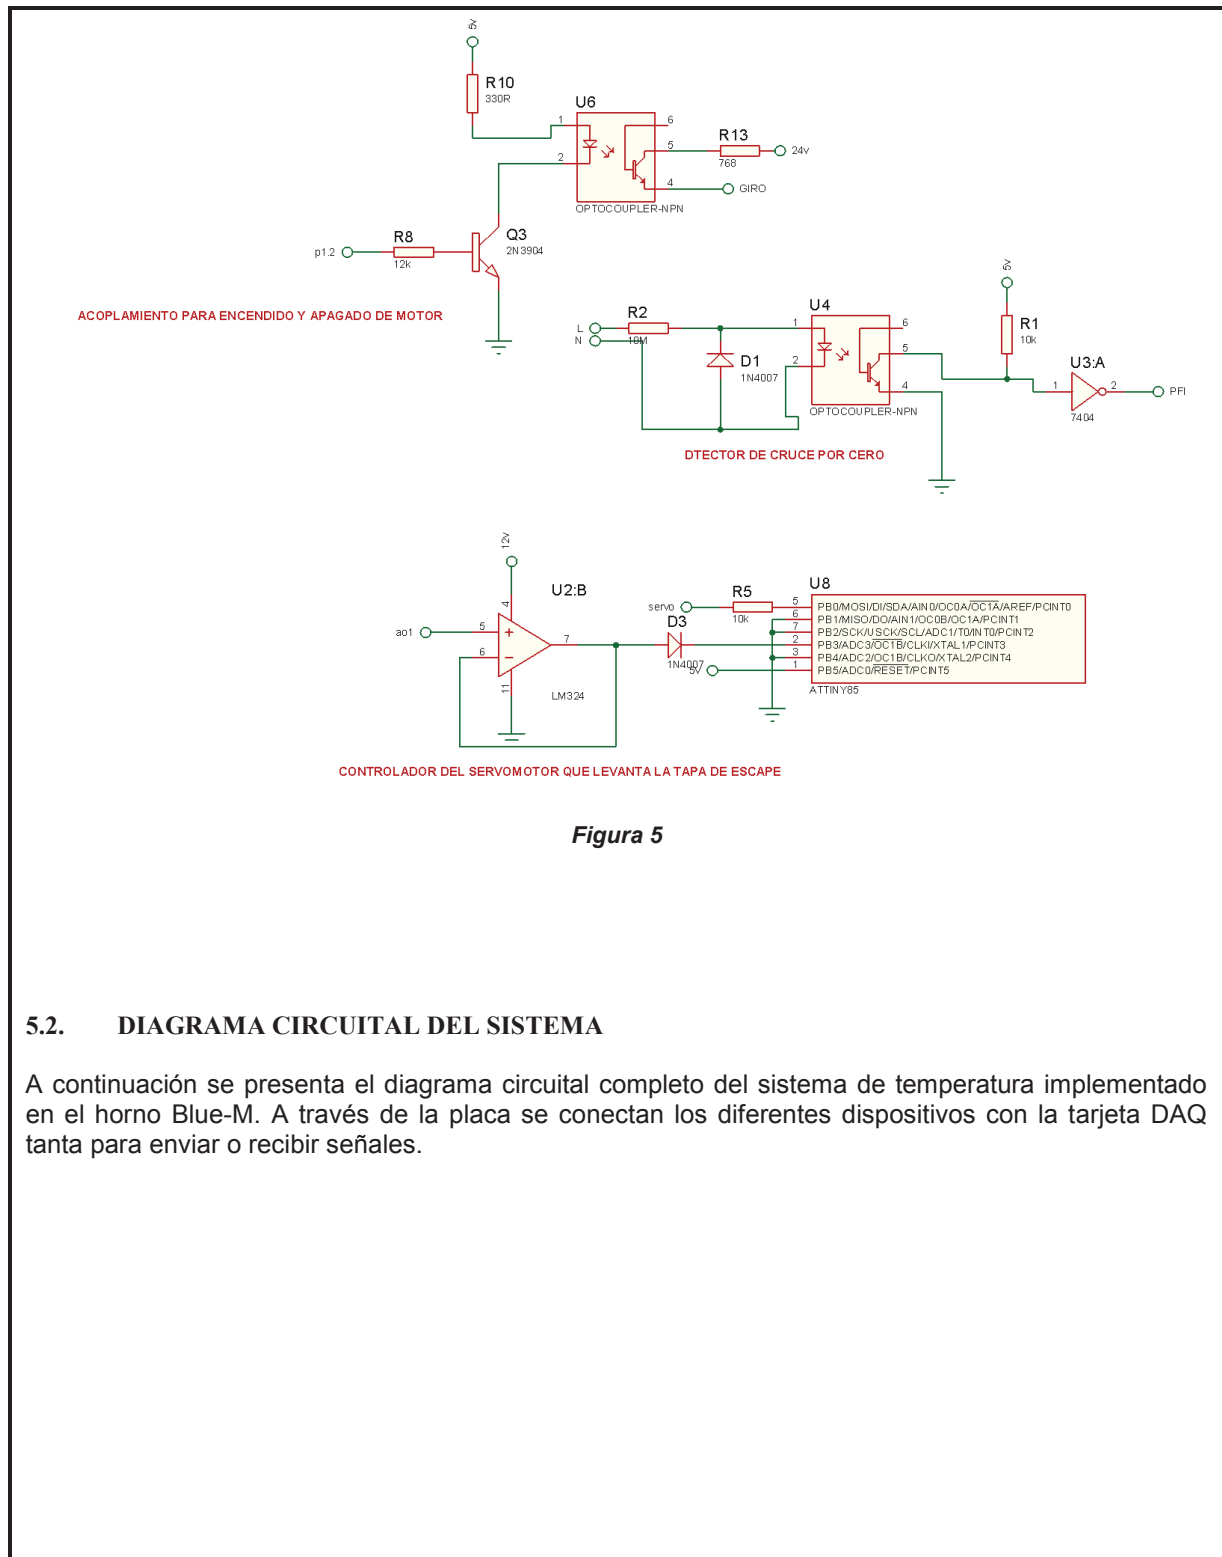 5v
R10
330R
U6
1
6
5
2
4
R13
768
24v
GIRO
OPTOCOUPLER-NPN
Q3
2N3904
R8
p1.2
12k
ACOPLAMIENTO PARA ENCENDIDO Y APAGADO DE MOTOR
5v
R1
10k
U4
R2
L
N
10M
1
6
5
2
4
D1
1N4007
OPTOCOUPLER-NPN
U3:A
1
2
PFI
7404
DTECTOR DE CRUCE POR CERO
12v
U2:B
4
ao1
5
6
7
11
LM324
D3
1N4007
servo
R5
10k
5V
U8
5
PB0/MOSI/DI/SDA/AIN0/OC0A/OC1A/AREF/PCINT0
6
PB1/MISO/DO/AIN1/OC0B/OC1A/PCINT1
7
PB2/SCK/USCK/SCL/ADC1/T0/INT0/PCINT2
2
PB3/ADC3/OC1B/CLKI/XTAL1/PCINT3
3
PB4/ADC2/OC1B/CLKO/XTAL2/PCINT4
1
PB5/ADC0/RESET/PCINT5
ATTINY85
CONTROLADOR DEL SERVOMOTOR QUE LEVANTA LA TAPA DE ESCAPE
Figura 5
5.2. DIAGRAMA CIRCUITAL DEL SISTEMA
A continuación se presenta el diagrama circuital completo del sistema de temperatura implementado
en el horno Blue-M. A través de la placa se conectan los diferentes dispositivos con la tarjeta DAQ
tanta para enviar o recibir señales.